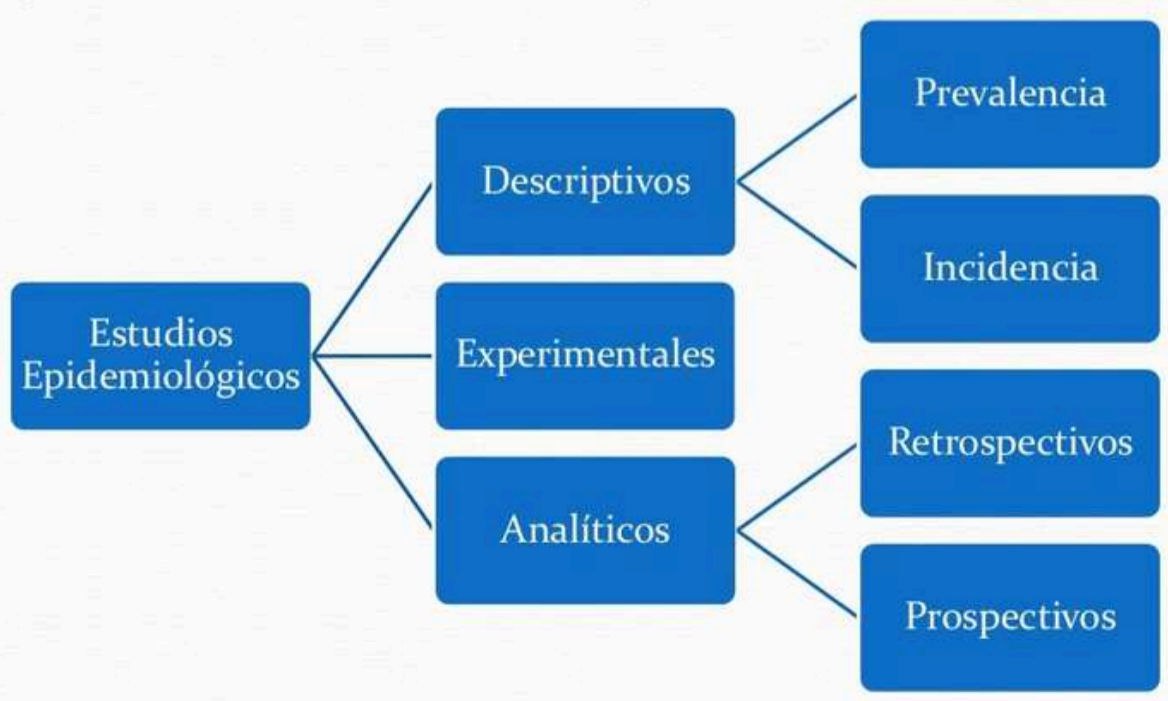 Estudios
Epidemiológicos
Descriptivos
Experimentales
Analíticos
Prevalencia
Incidencia
Retrospectivos
Prospectivos